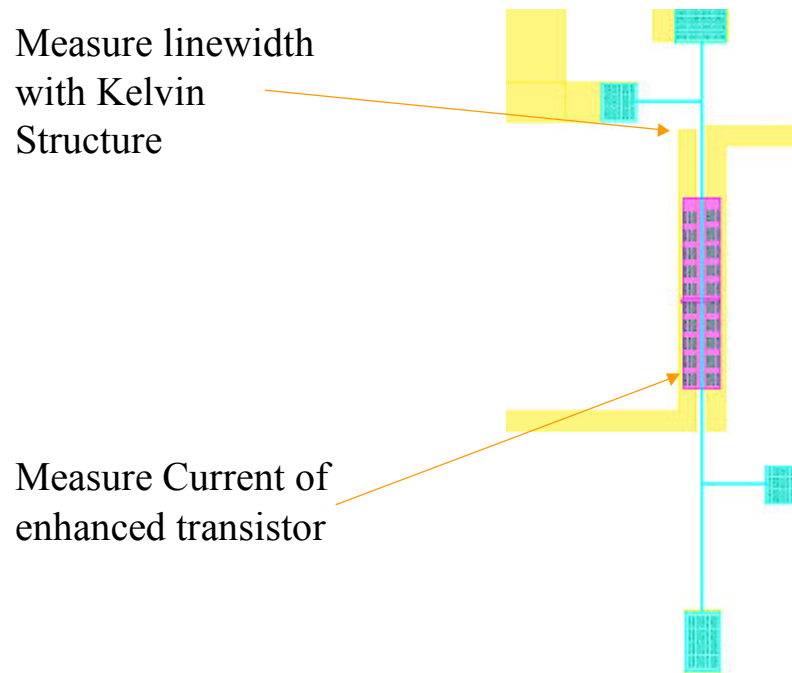 Measure linewidth
with Kelvin
Structure
Measure Current of
enhanced transistor